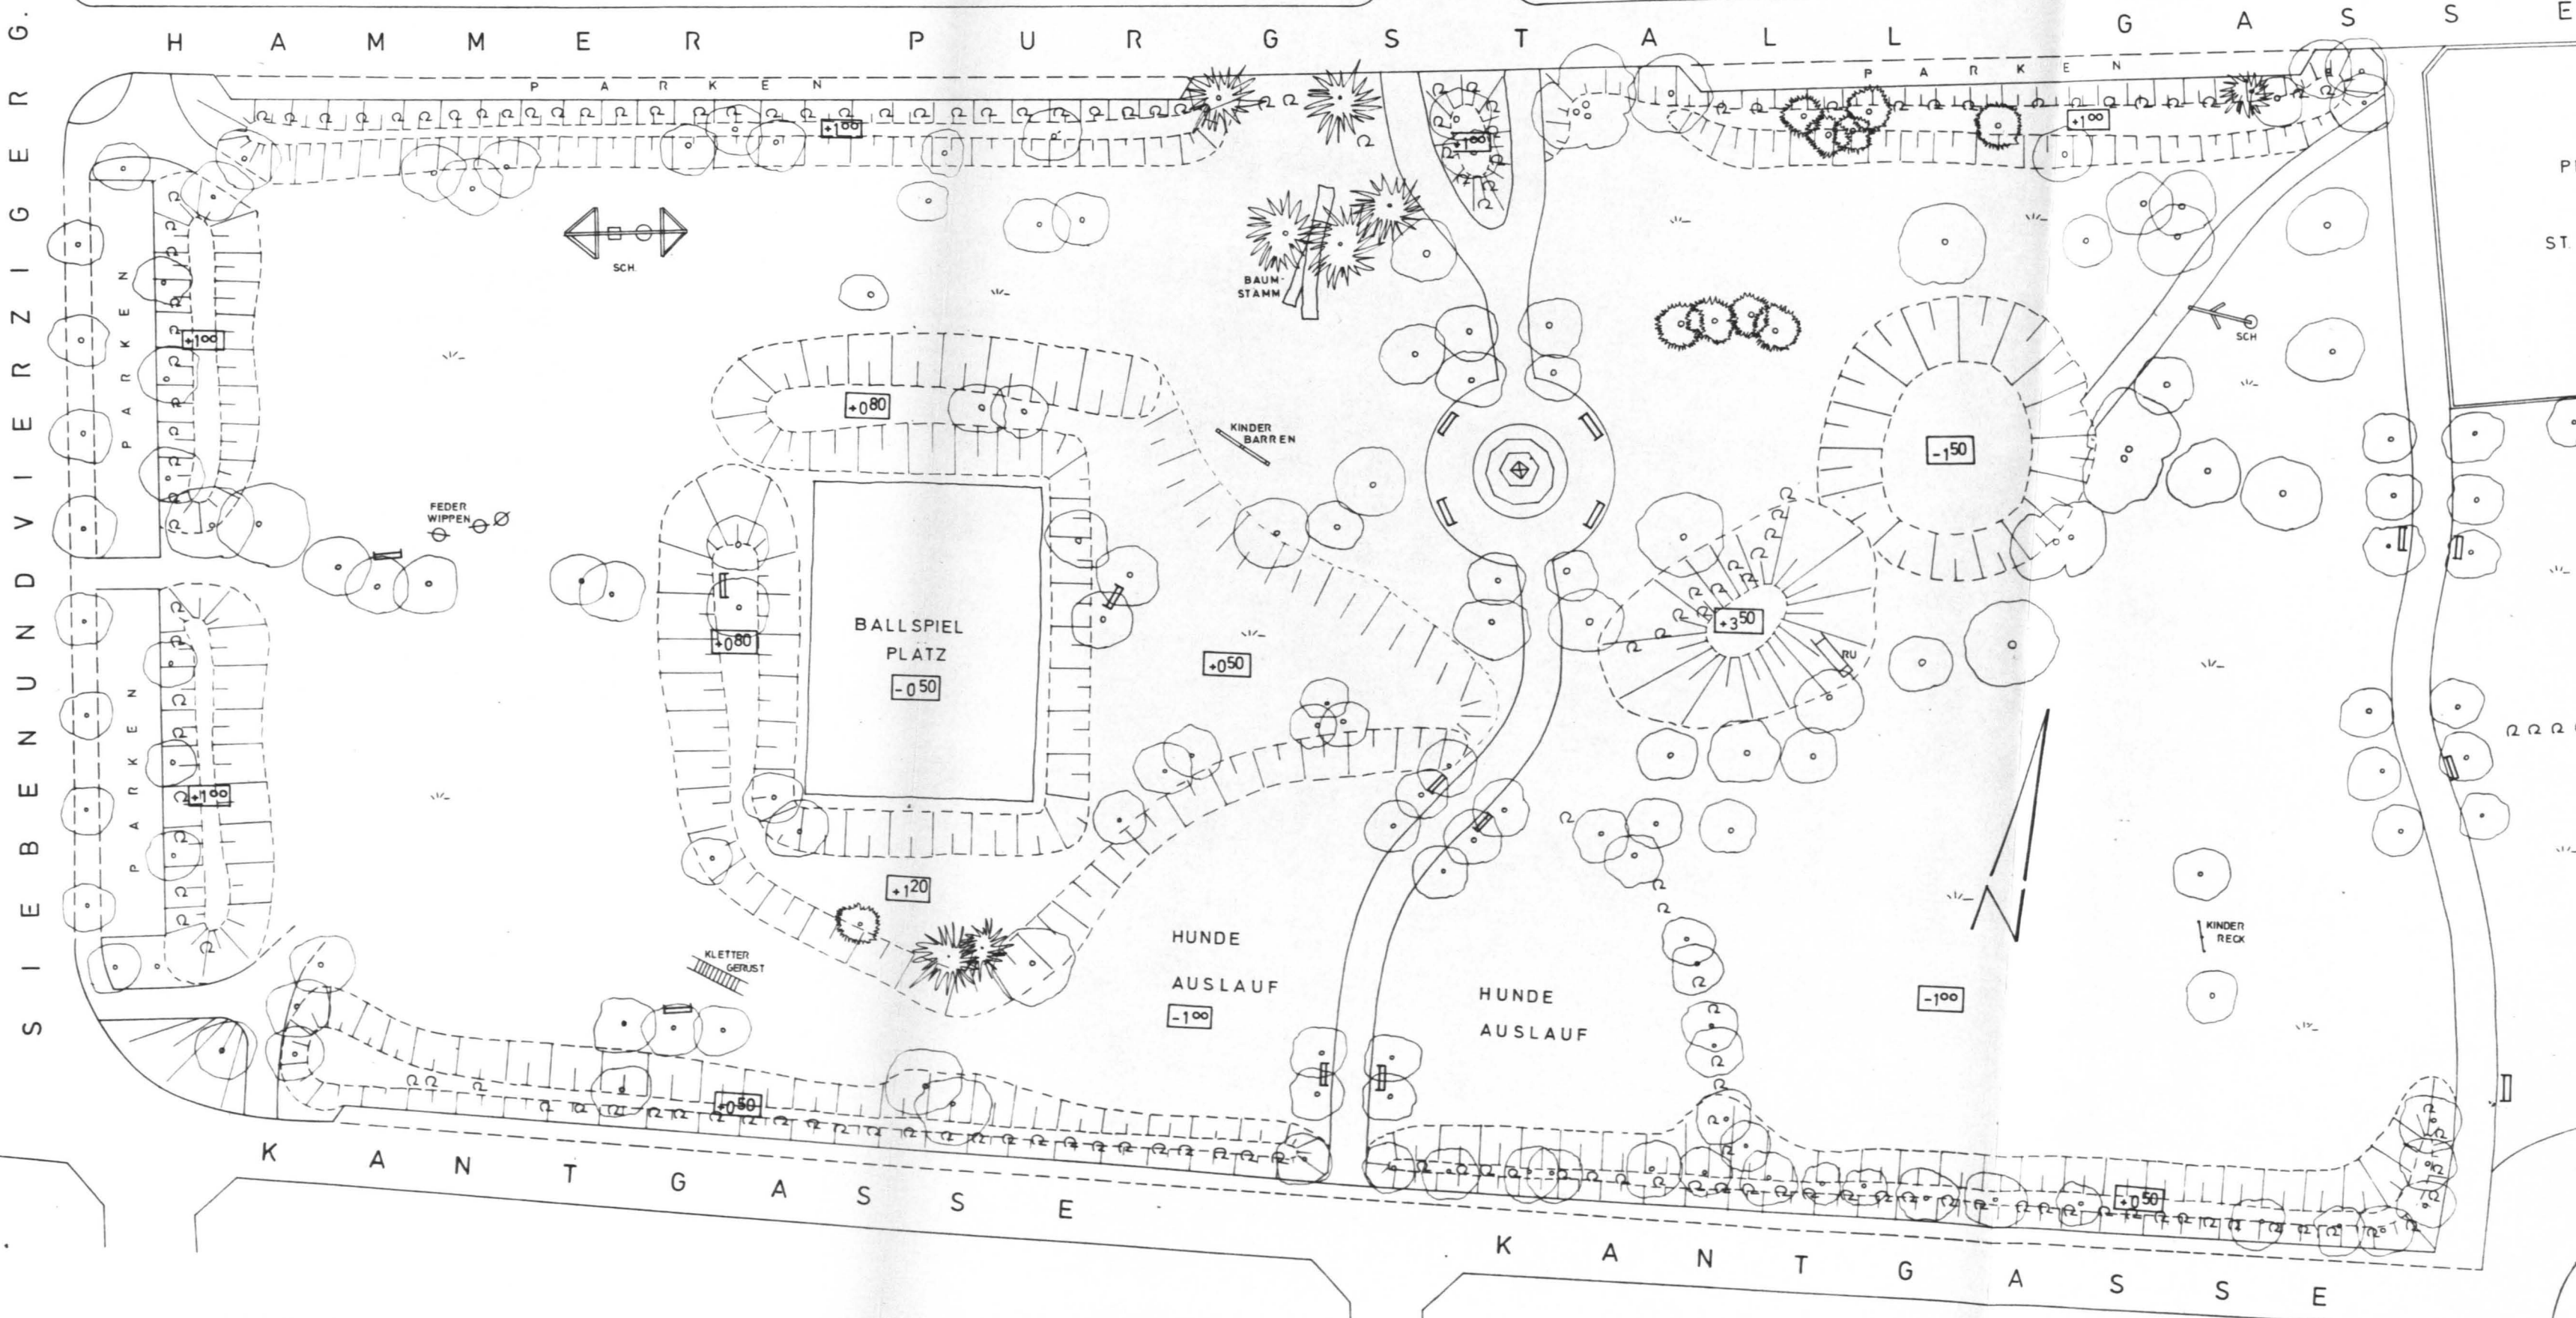 HAMMERPURGSTALLGASSE
SIEBENUNDVIERZIGERG.
PARKEN
PARKEN
+1⁰⁰
+1⁰⁰
+1⁰⁰
SCH.
BAUM-
STAMM
ST.
+1⁰⁰
PARKEN
SCH
+0⁸⁰
KINDER
BARREN
-1⁵⁰
FEDER
WIPPEN
BALLSPIEL
PLATZ
-0⁵⁰
+0⁸⁰
+0⁵⁰
+3⁵⁰
RU
PARKEN
+1⁰⁰
+1²⁰
KLETTER
GERÜST
HUNDE
AUSLAUF
-1⁰⁰
HUNDE
AUSLAUF
-1⁰⁰
KINDER
RECK
N
+0⁵⁰
+0⁵⁰
KANTGASSE
KANTGASSE